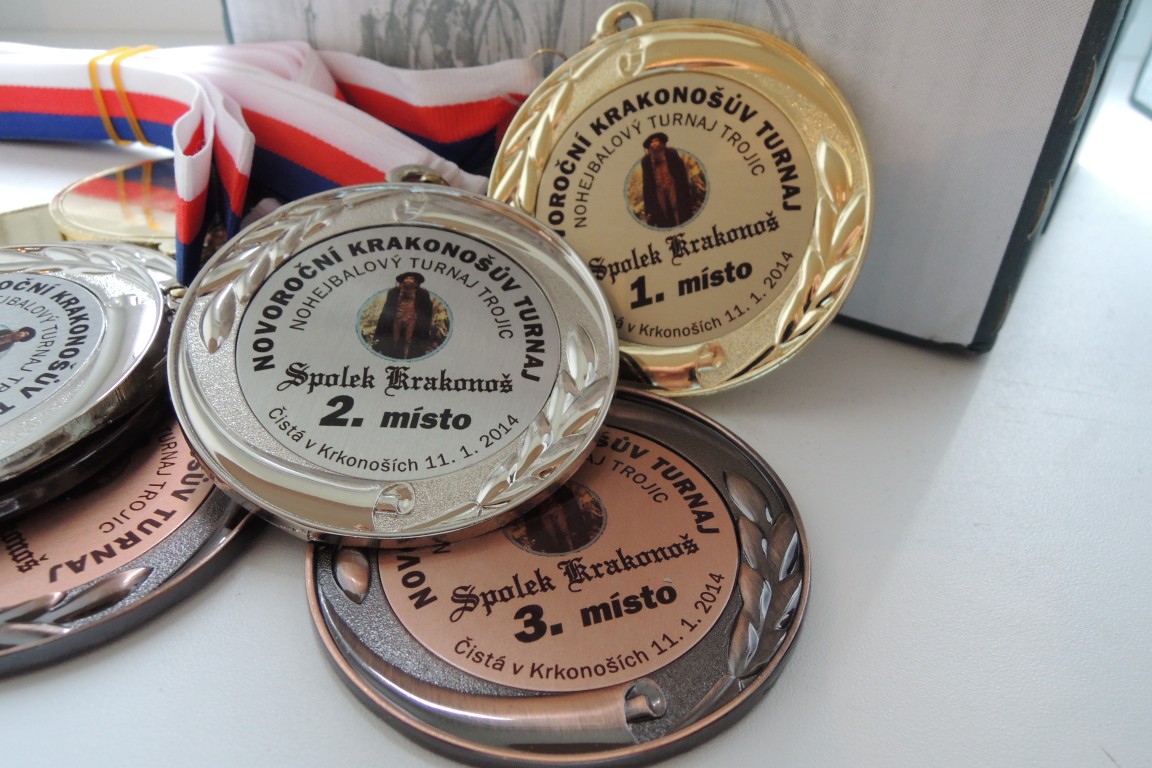 NOVOROČNÍ KRAKONOŠŮV TURNAJ
NOHEJBALOVÝ TURNAJ TROJIC
Spolek Krakonoš
1. místo
v Krkonoších 11. 1. 2014
NOVOROČNÍ KRAKONOŠŮV TURNAJ
NOHEJBALOVÝ TURNAJ TROJIC
Spolek Krakonoš
2. místo
Čistá v Krkonoších 11. 1. 2014
TURNAJ
TROJIC
Spolek Krakonoš
3. místo
Čistá v Krkonoších 11. 1. 2014
KRAKONOŠŮV
TURNAJ
TURNAJ
TROJIC